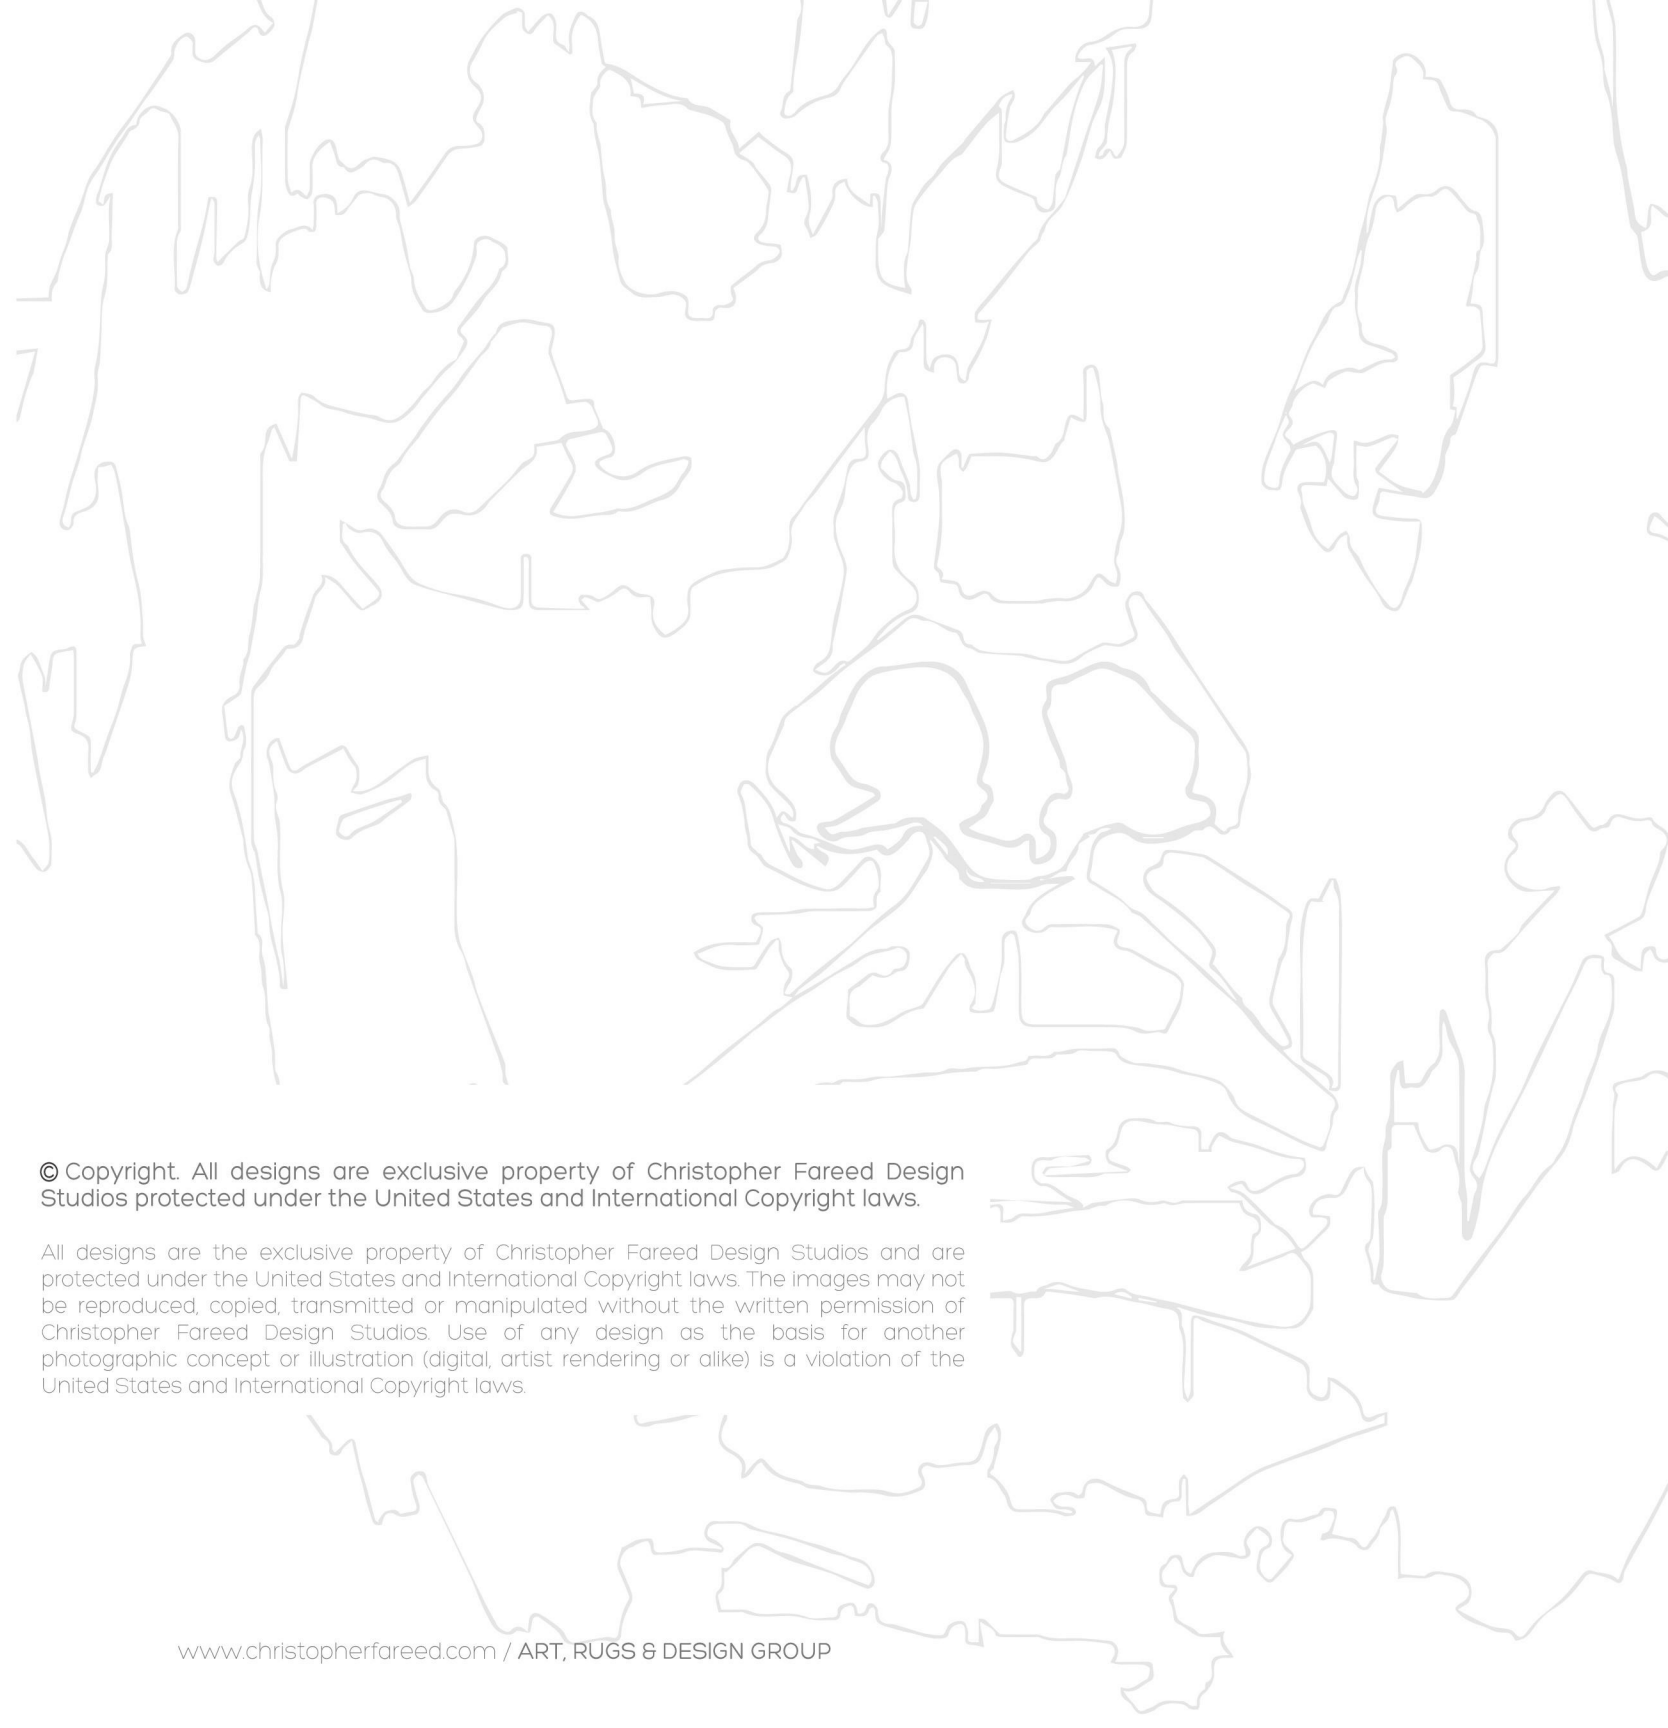 © Copyright. All designs are exclusive property of Christopher Fareed Design
Studios protected under the United States and International Copyright laws.
All designs are the exclusive property of Christopher Fareed Design Studios and are
protected under the United States and International Copyright laws. The images may not
be reproduced, copied, transmitted or manipulated without the written permission of
Christopher Fareed Design Studios. Use of any design as the basis for another
photographic concept or illustration (digital, artist rendering or alike) is a violation of the
United States and International Copyright laws.
www.christopherfareed.com / ART, RUGS & DESIGN GROUP